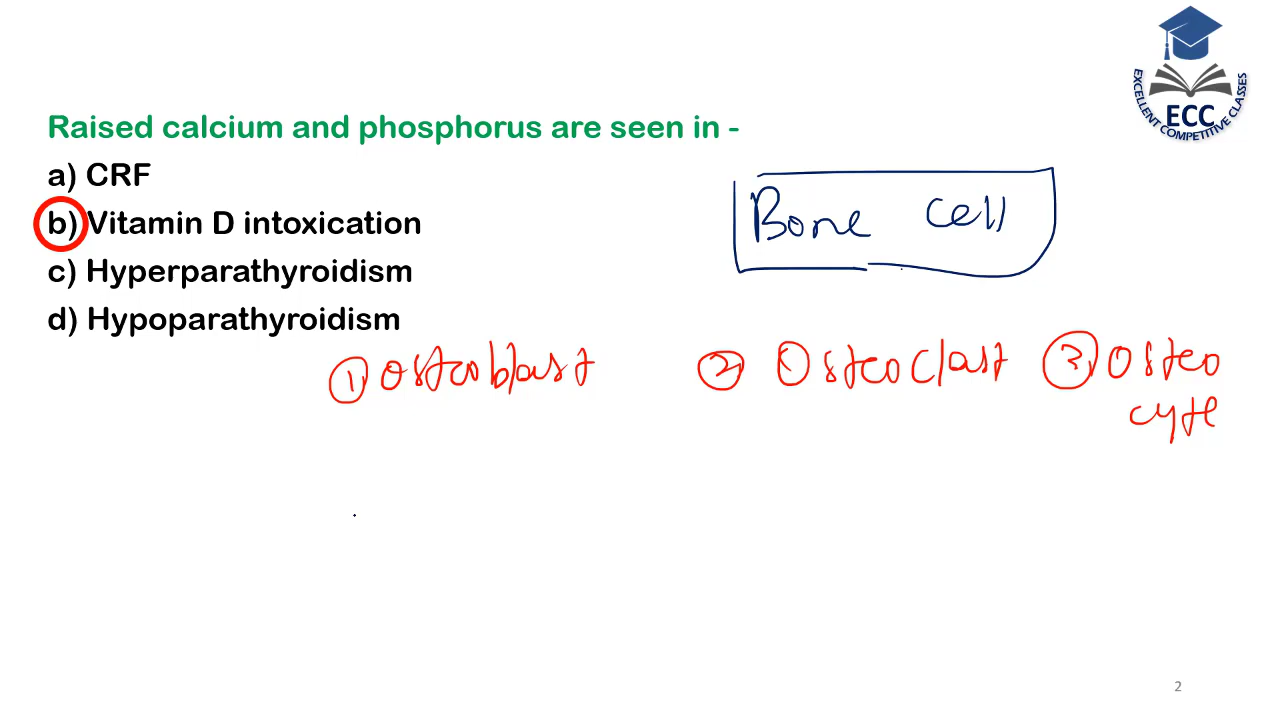 EXCELLENT COMPETITIVE CLASSES
ECC
Raised calcium and phosphorus are seen in -
a) CRF
b) Vitamin D intoxication
c) Hyperparathyroidism
d) Hypoparathyroidism
Bone cell
1) Osteoblast 2) Osteoclast 3) Osteo
cyte
2